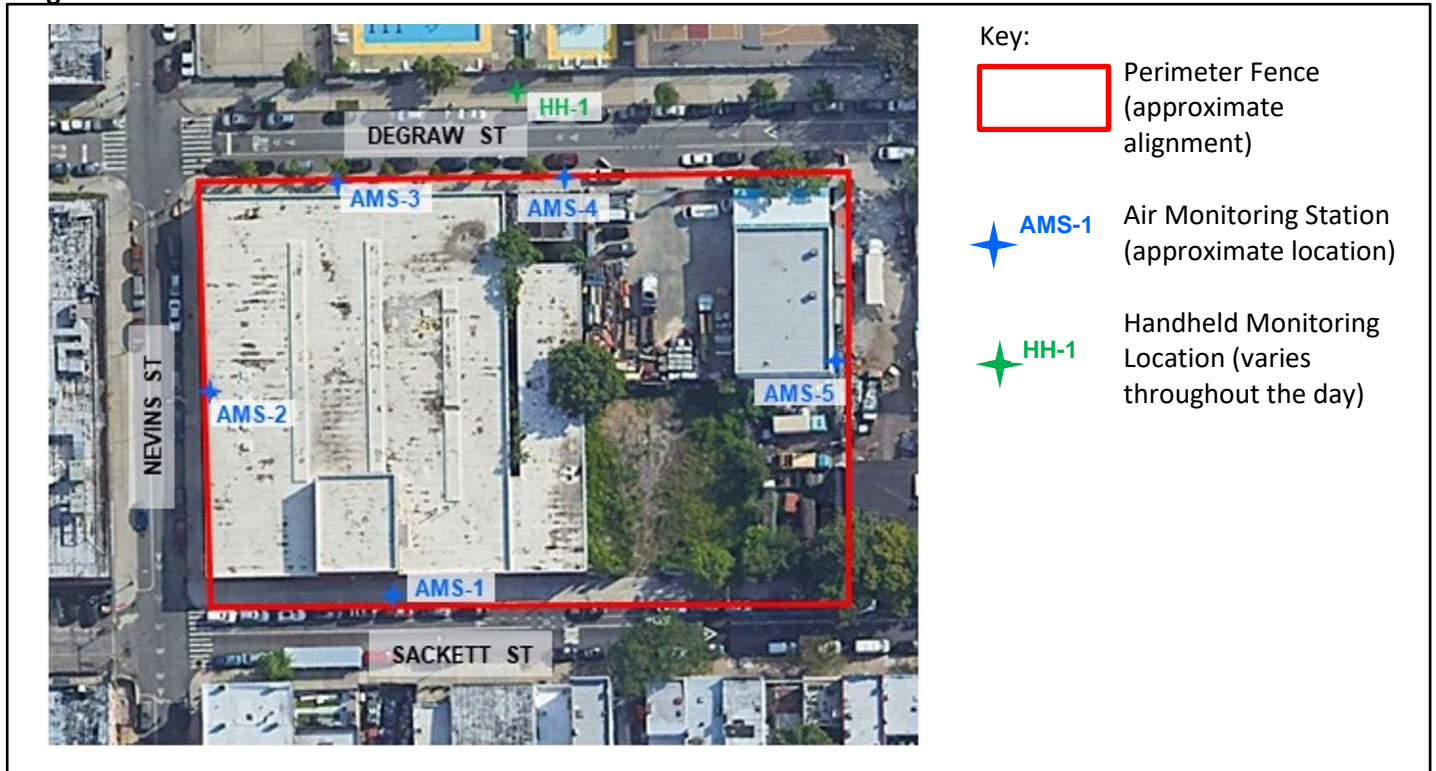 HH-1
DEGRAW ST
AMS-3
AMS-4
NEVINS ST
AMS-2
AMS-5
AMS-1
SACKETT ST
Key:
Perimeter Fence
(approximate
alignment)
AMS-1
Air Monitoring Station
(approximate location)
HH-1
Handheld Monitoring
Location (varies
throughout the day)